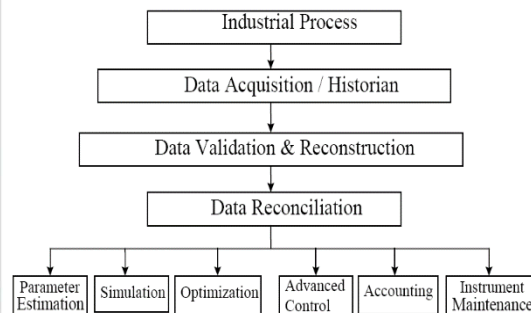 Industrial Process
Data Acquisition / Historian
Data Validation & Reconstruction
Data Reconciliation
Parameter
Estimation
Simulation
Optimization
Advanced
Control
Accounting
Instrument
Maintenance